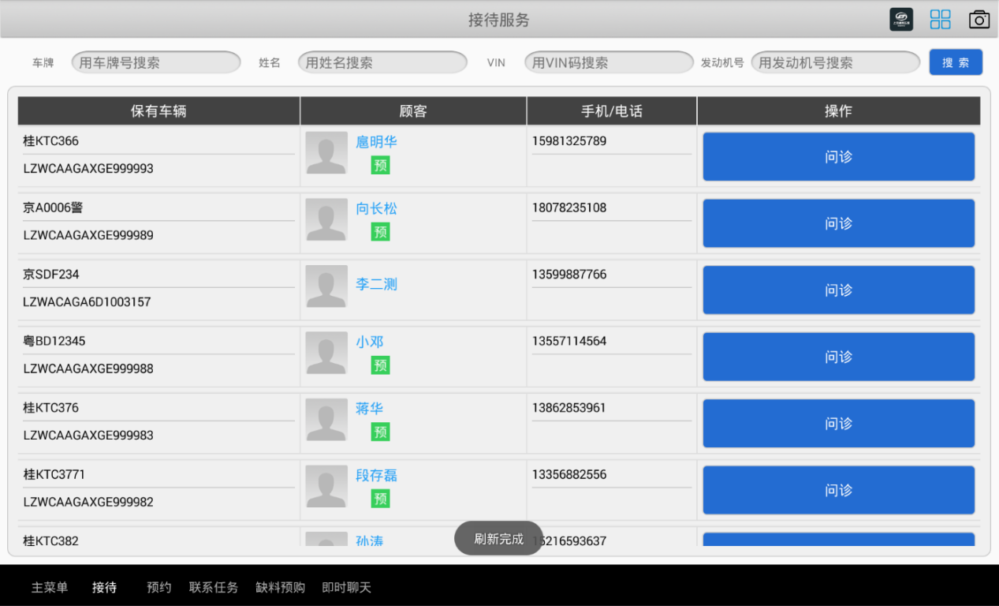 接待服务
车牌 用车牌号搜索 姓名 用姓名搜索 VIN 用VIN码搜索 发动机号 用发动机号搜索 搜 索
保有车辆 顾客 手机/电话 操作
桂KTC366 扈明华 15981325789 问诊
LZWCAAGAXGE999993 预
京A0006警 向长松 18078235108 问诊
LZWCAAGAXGE999989 预
京SDF234 李二测 13599887766 问诊
LZWACAGA6D1003157
粤BD12345 小邓 13557114564 问诊
LZWCAAGAXGE999988 预
桂KTC376 蒋华 13862853961 问诊
LZWCAAGAXGE999983 预
桂KTC3771 段存磊 13356882556 问诊
LZWCAAGAXGE999982 预
桂KTC382 孙涛 15216593637
刷新完成
主菜单 接待 预约 联系任务 缺料预购 即时聊天